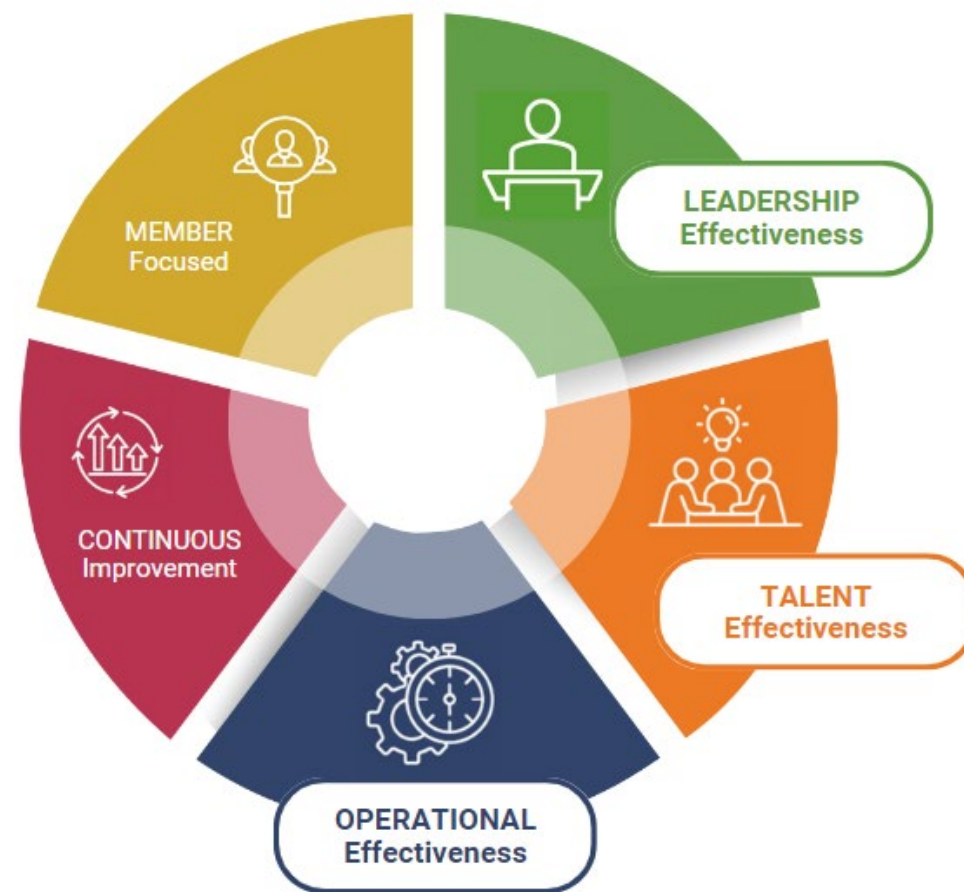 MEMBER
Focused
LEADERSHIP
Effectiveness
CONTINUOUS
Improvement
TALENT
Effectiveness
OPERATIONAL
Effectiveness